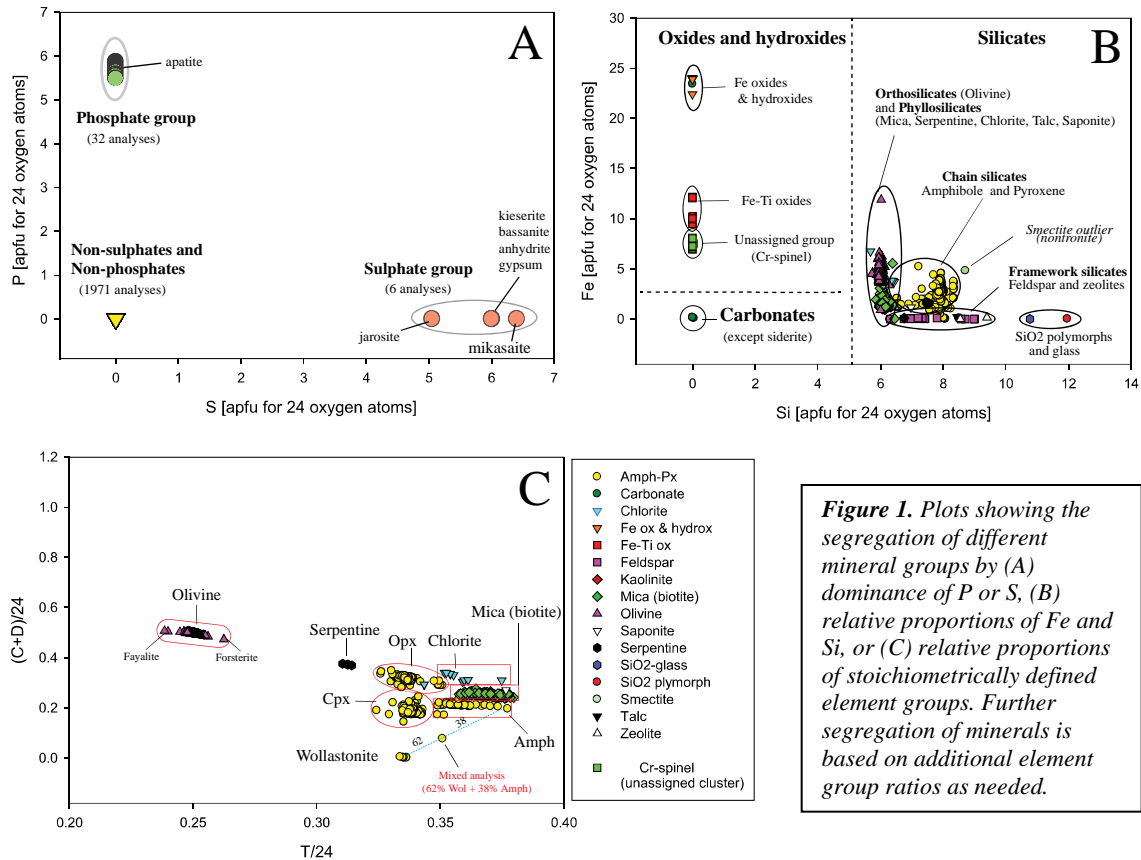 A
7
6
5
4
3
2
1
0
P [apfu for 24 oxygen atoms]
apatite
Phosphate group
(32 analyses)
Non-sulphates and
Non-phosphates
(1971 analyses)
Sulphate group
(6 analyses)
kieserite
bassanite
anhydrite
gypsum
jarosite
mikasaite
0 1 2 3 4 5 6 7
S [apfu for 24 oxygen atoms]
B
30
25
20
15
10
5
0
Fe [apfu for 24 oxygen atoms]
Oxides and hydroxides
Silicates
Fe oxides
& hydroxides
Orthosilicates (Olivine)
and Phyllosilicates
(Mica, Serpentine, Chlorite, Talc, Saponite)
Chain silicates
Amphibole and Pyroxene
Fe-Ti oxides
Unassigned group
(Cr-spinel)
Smectite outlier
(nontronite)
Framework silicates
Feldspar and zeolites
Carbonates
(except siderite)
SiO2 polymorphs
and glass
0 2 4 6 8 10 12 14
Si [apfu for 24 oxygen atoms]
C
1.2
1.0
0.8
0.6
0.4
0.2
0.0
(C+D)/24
Olivine
Fayalite
Forsterite
Serpentine
Opx
Chlorite
Mica (biotite)
Cpx
Amph
Wollastonite
62
38
Mixed analysis
(62% Wol + 38% Amph)
0.20 0.25 0.30 0.35 0.40
T/24
Amph-Px
Carbonate
Chlorite
Fe ox & hydrox
Fe-Ti ox
Feldspar
Kaolinite
Mica (biotite)
Olivine
Saponite
Serpentine
SiO2-glass
SiO2 plymorph
Smectite
Talc
Zeolite
Cr-spinel
(unassigned cluster)
Figure 1. Plots showing the
segregation of different
mineral groups by (A)
dominance of P or S, (B)
relative proportions of Fe and
Si, or (C) relative proportions
of stoichiometrically defined
element groups. Further
segregation of minerals is
based on additional element
group ratios as needed.